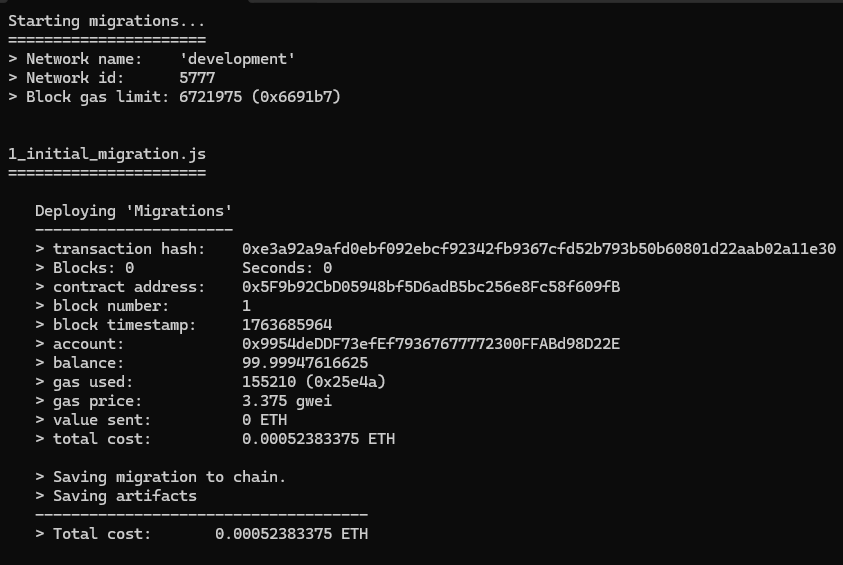 Starting migrations...
======================
> Network name:    'development'
> Network id:      5777
> Block gas limit: 6721975 (0x6691b7)
1_initial_migration.js
======================
   Deploying 'Migrations'
   ----------------------
   > transaction hash:    0xe3a92a9afd0ebf092ebcf92342fb9367cfd52b793b50b60801d22aab02a11e30
   > Blocks: 0            Seconds: 0
   > contract address:    0x5F9b92CbD05948bf5D6adB5bc256e8Fc58f609fB
   > block number:        1
   > block timestamp:     1763685964
   > account:             0x9954deDDF73efEf79367677772300FFABd98D22E
   > balance:             99.99947616625
   > gas used:            155210 (0x25e4a)
   > gas price:           3.375 gwei
   > value sent:          0 ETH
   > total cost:          0.00052383375 ETH
   > Saving migration to chain.
   > Saving artifacts
   -------------------------------------
   > Total cost:       0.00052383375 ETH